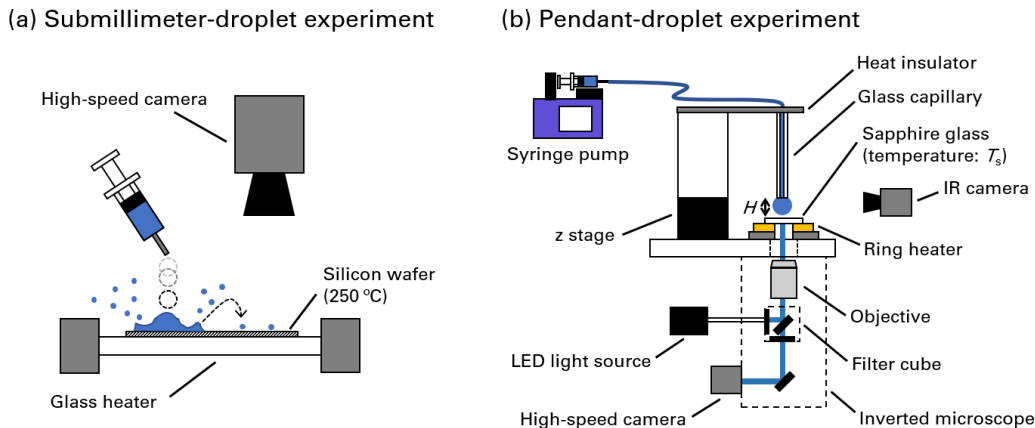 (a) Submillimeter-droplet experiment
High-speed camera
Silicon wafer
(250 °C)
Glass heater
(b) Pendant-droplet experiment
Heat insulator
Glass capillary
Sapphire glass
(temperature: Tₛ)
IR camera
Syringe pump
H
z stage
Ring heater
Objective
LED light source
Filter cube
High-speed camera
Inverted microscope